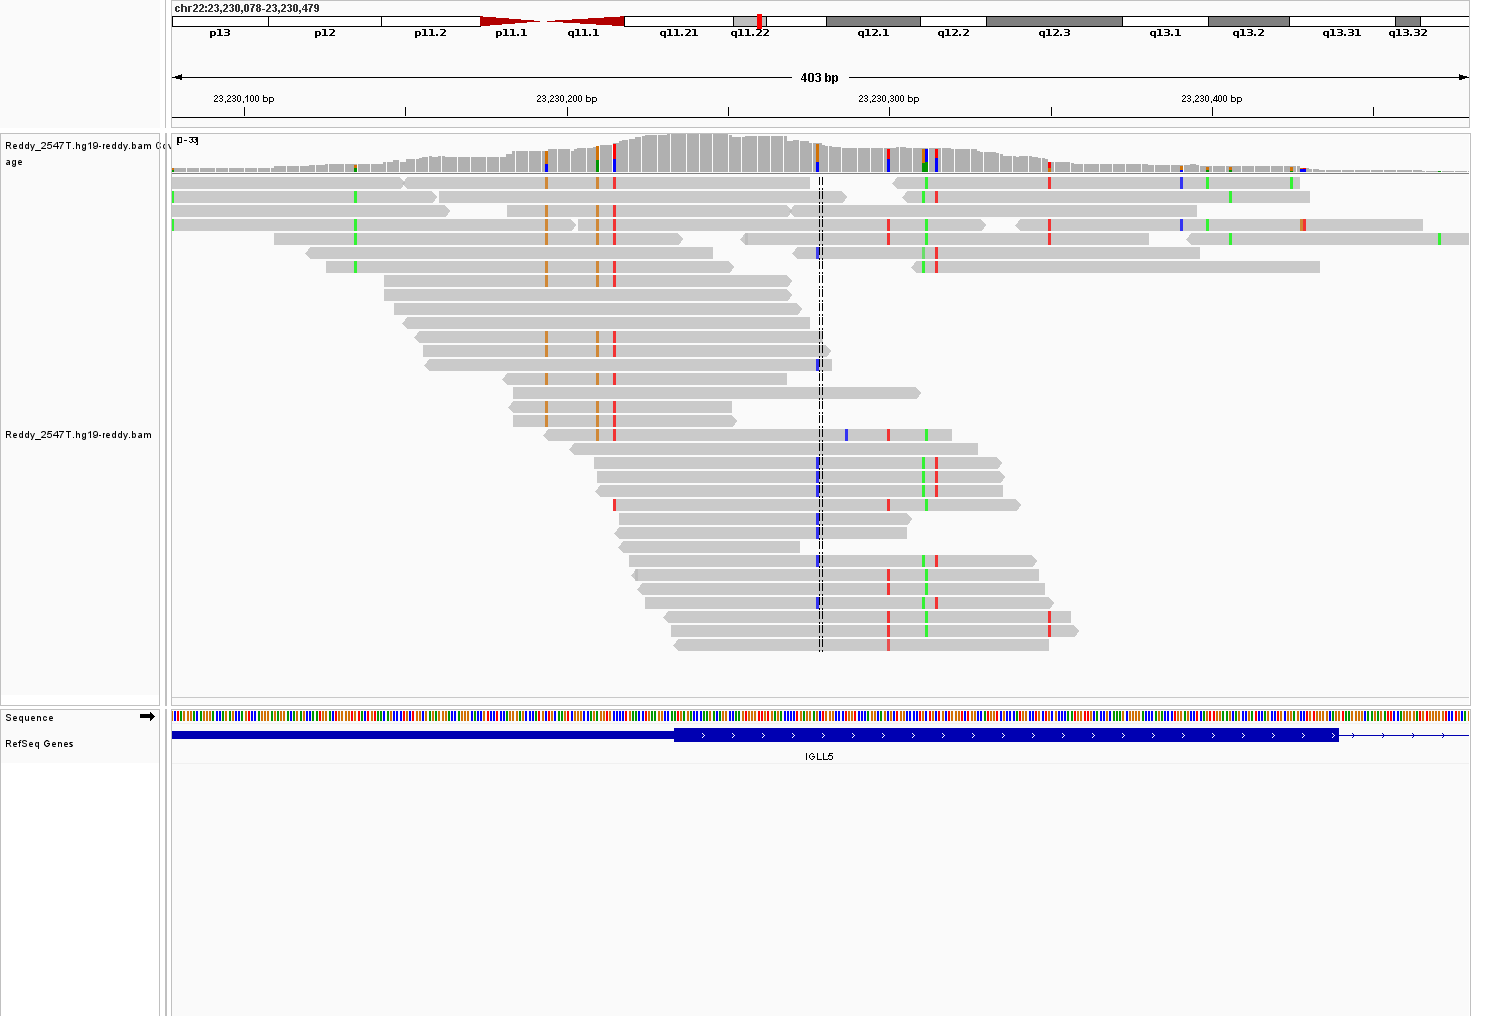 chr22:23,230,078-23,230,479
p13 p12 p11.2 p11.1 q11.1 q11.21 q11.22 q12.1 q12.2 q12.3 q13.1 q13.2 q13.31 q13.32
403 bp
23,230,100 bp 23,230,200 bp 23,230,300 bp 23,230,400 bp
[0 - 33]
Reddy_2547T.hg19-reddy.bam Cov
age
Reddy_2547T.hg19-reddy.bam
Sequence
RefSeq Genes
IGLL5